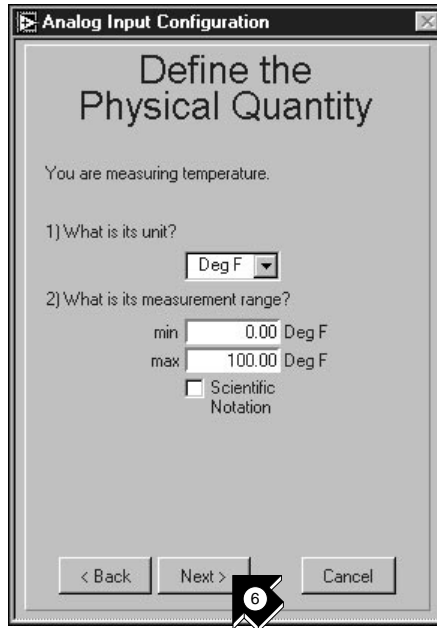 Analog Input Configuration
Define the
Physical Quantity
You are measuring temperature.
1) What is its unit?
Deg F
2) What is its measurement range?
min 0.00 Deg F
max 100.00 Deg F
Scientific
Notation
< Back Next > Cancel
6